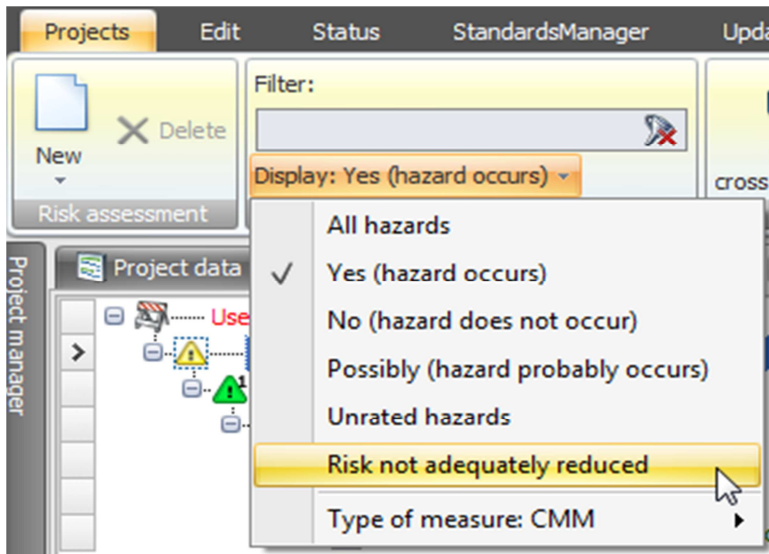 Projects Edit Status StandardsManager Upda
Filter:
New Delete
Display: Yes (hazard occurs)
cross
Risk assessment
All hazards
Project data
Yes (hazard occurs)
Use
No (hazard does not occur)
Possibly (hazard probably occurs)
1
Unrated hazards
Risk not adequately reduced
Type of measure: CMM
Project manager